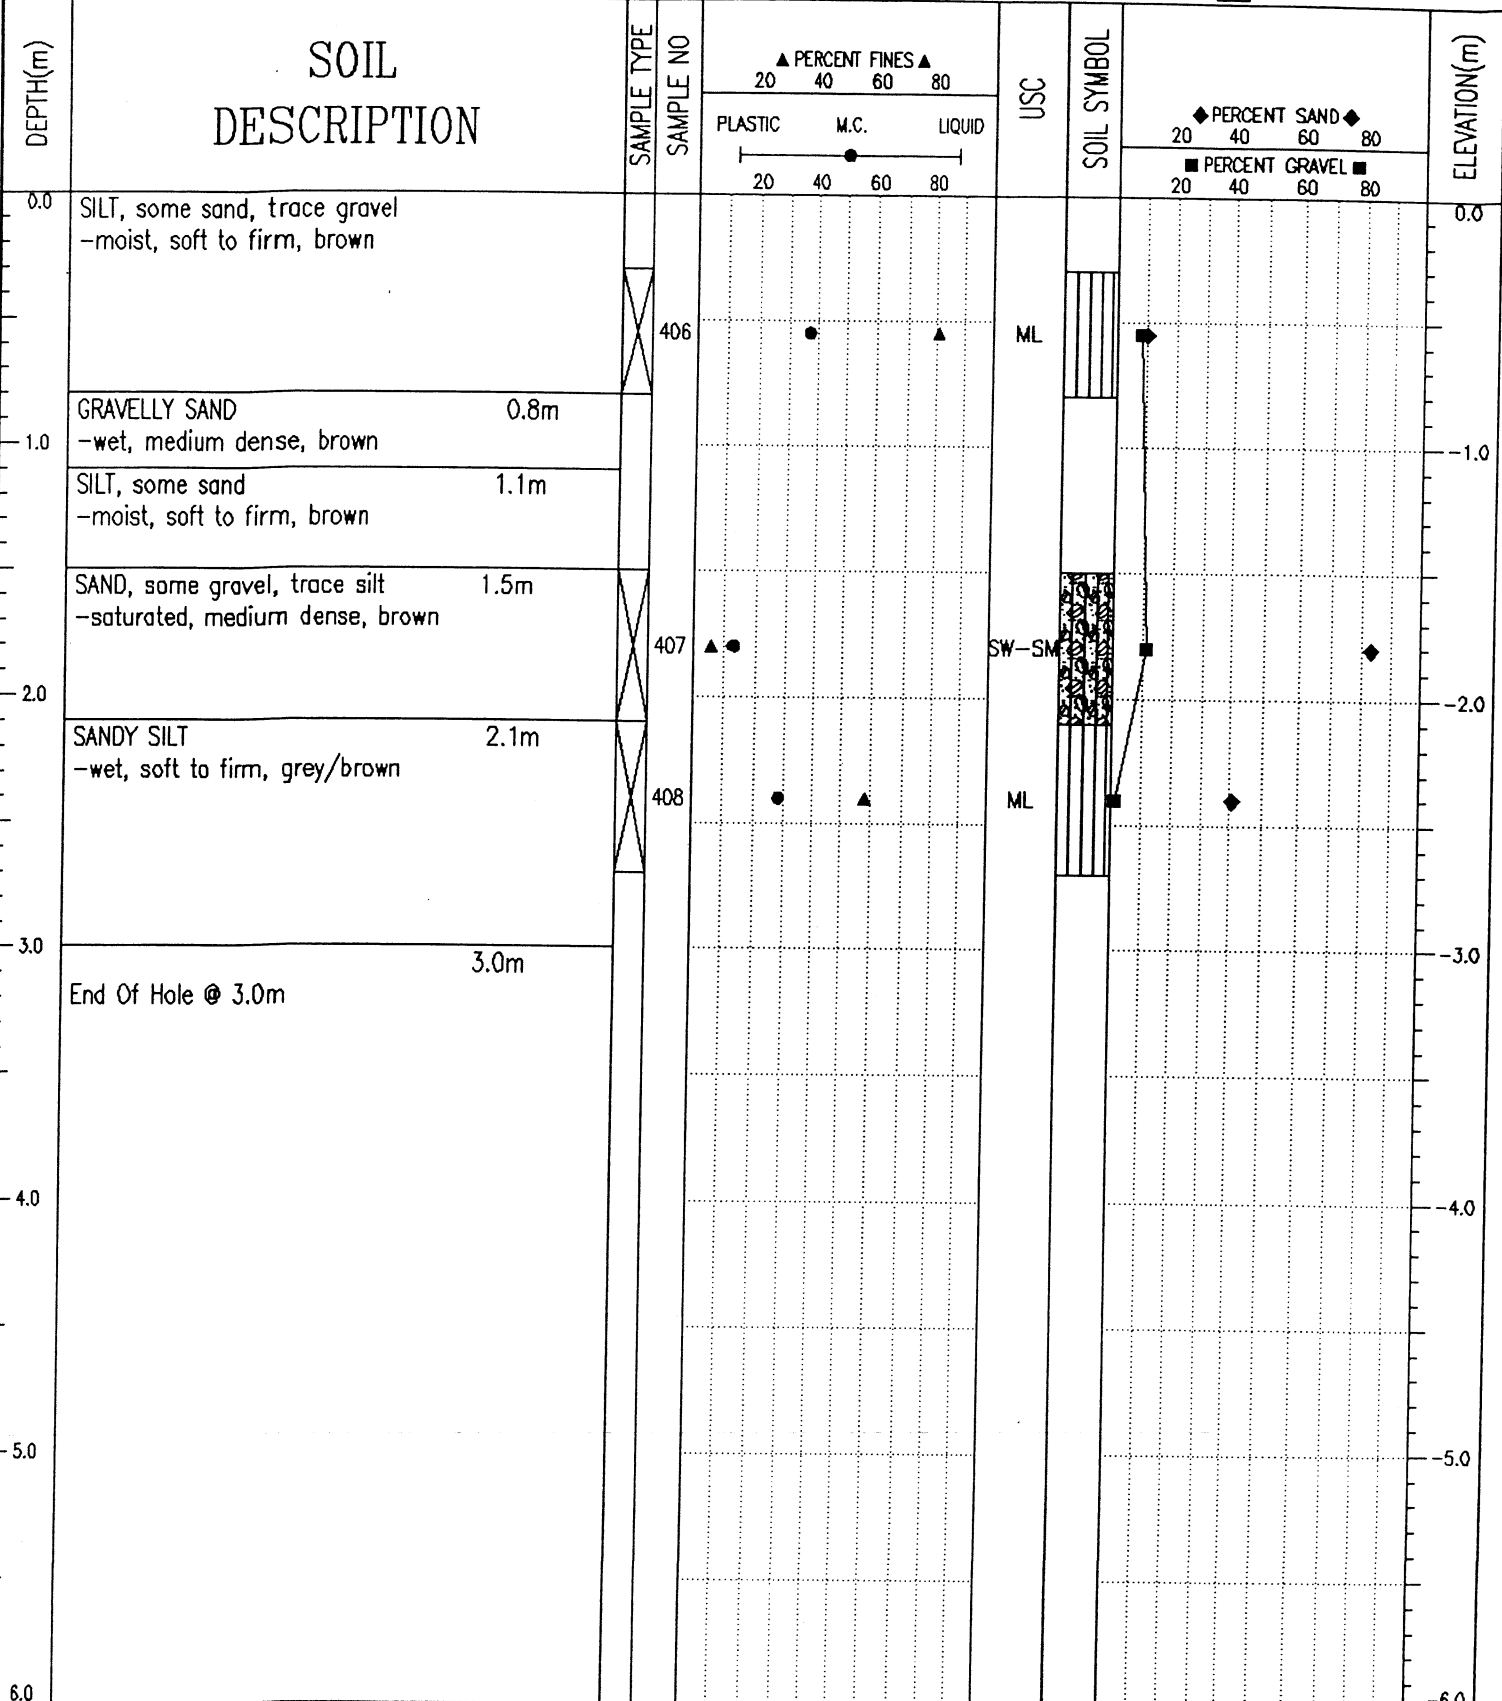 DEPTH(m)
SOIL
DESCRIPTION
SAMPLE TYPE
SAMPLE NO
▲ PERCENT FINES ▲
20 40 60 80
PLASTIC M.C. LIQUID
20 40 60 80
USC
SOIL SYMBOL
◆ PERCENT SAND ◆
20 40 60 80
■ PERCENT GRAVEL ■
20 40 60 80
ELEVATION(m)
0.0
SILT, some sand, trace gravel
-moist, soft to firm, brown
0.0
406
ML
GRAVELLY SAND 0.8m
-wet, medium dense, brown
1.0
-1.0
SILT, some sand 1.1m
-moist, soft to firm, brown
SAND, some gravel, trace silt 1.5m
-saturated, medium dense, brown
407
SW-SM
2.0
-2.0
SANDY SILT 2.1m
-wet, soft to firm, grey/brown
408
ML
3.0
-3.0
3.0m
End Of Hole @ 3.0m
4.0
-4.0
5.0
-5.0
6.0
-6.0